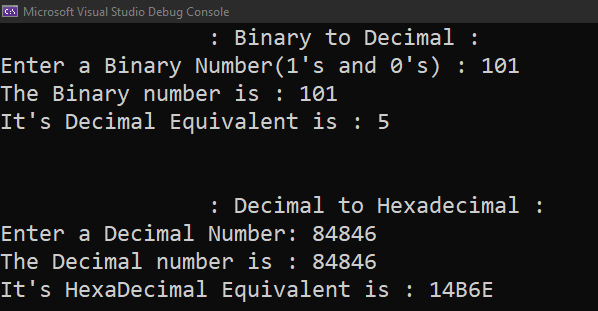 Microsoft Visual Studio Debug Console
: Binary to Decimal :
Enter a Binary Number(1's and 0's) : 101
The Binary number is : 101
It's Decimal Equivalent is : 5
: Decimal to Hexadecimal :
Enter a Decimal Number: 84846
The Decimal number is : 84846
It's HexaDecimal Equivalent is : 14B6E